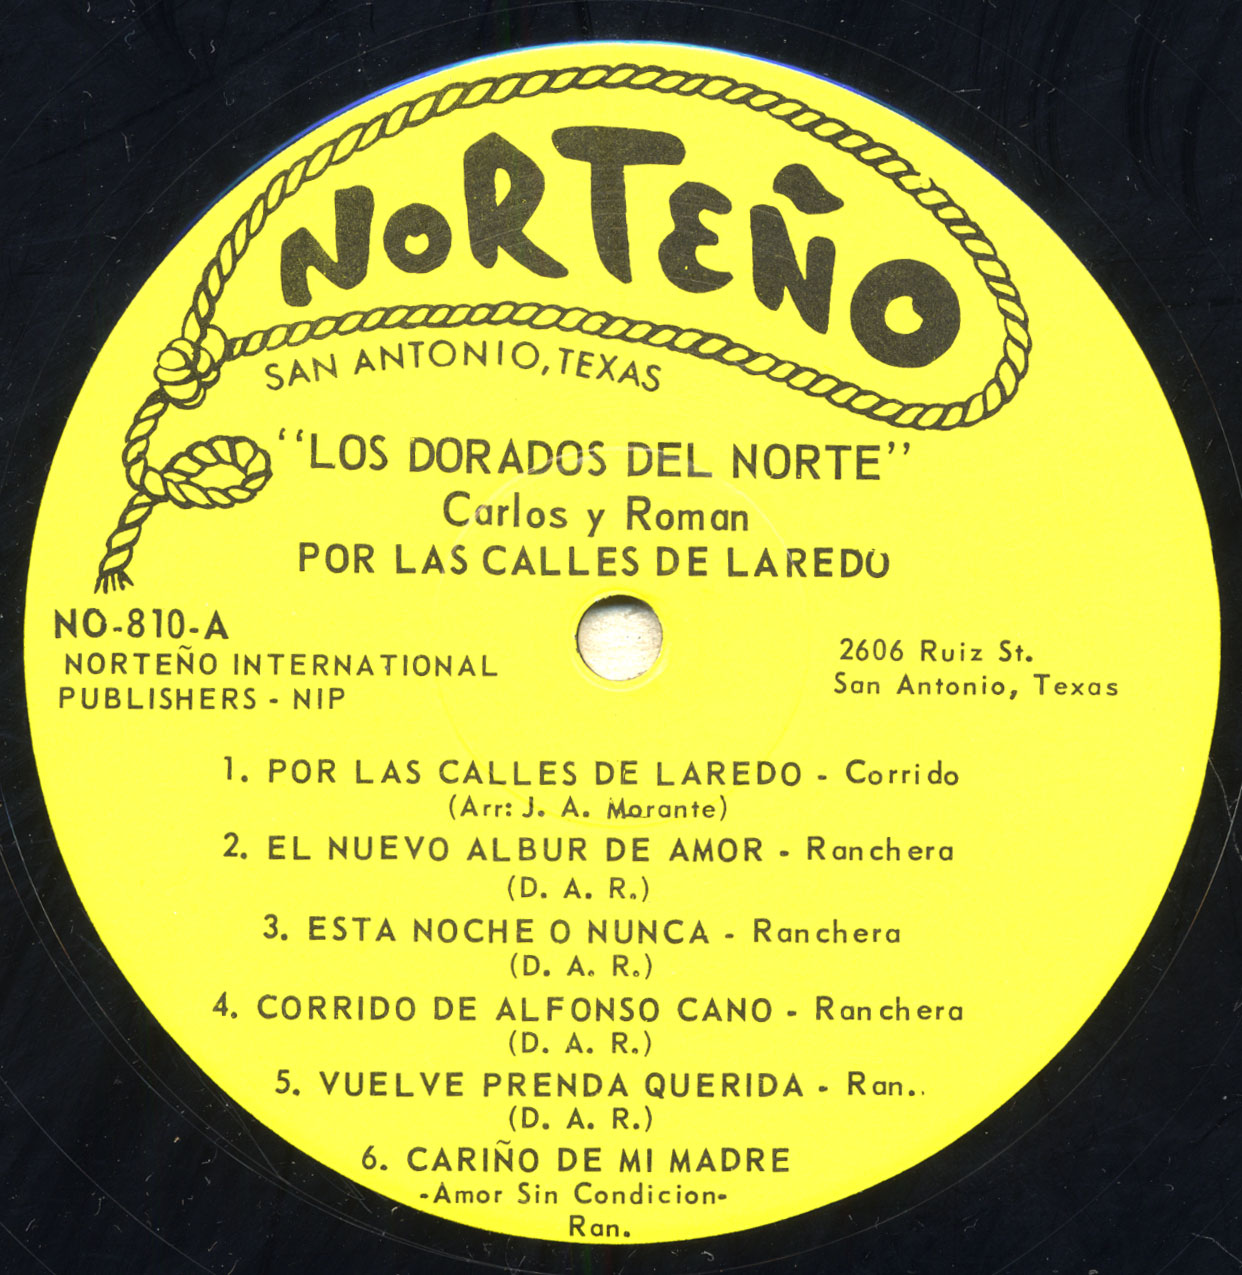 NORTEÑO
SAN ANTONIO, TEXAS
"LOS DORADOS DEL NORTE"
Carlos y Roman
POR LAS CALLES DE LAREDO
NO-810-A
NORTEÑO INTERNATIONAL
PUBLISHERS - NIP
2606 Ruiz St.
San Antonio, Texas
1. POR LAS CALLES DE LAREDO - Corrido
(Arr: J. A. Morante)
2. EL NUEVO ALBUR DE AMOR - Ranchera
(D. A. R.)
3. ESTA NOCHE O NUNCA - Ranchera
(D. A. R.)
4. CORRIDO DE ALFONSO CANO - Ranchera
(D. A. R.)
5. VUELVE PRENDA QUERIDA - Ran..
(D. A. R.)
6. CARIÑO DE MI MADRE
-Amor Sin Condicion-
Ran.